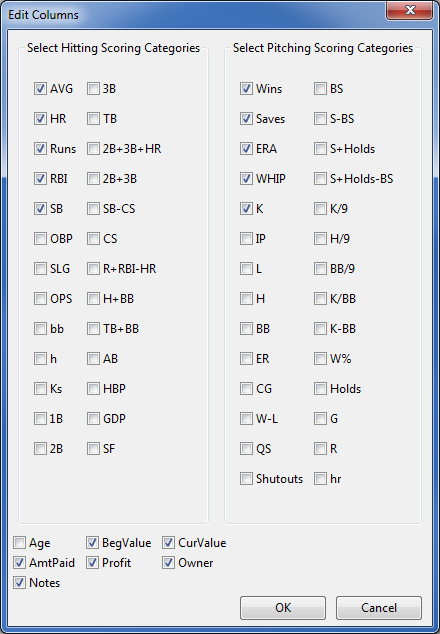 Edit Columns
Select Hitting Scoring Categories
AVG 3B
HR TB
Runs 2B+3B+HR
RBI 2B+3B
SB SB-CS
OBP CS
SLG R+RBI-HR
OPS H+BB
bb TB+BB
h AB
Ks HBP
1B GDP
2B SF
Select Pitching Scoring Categories
Wins BS
Saves S-BS
ERA S+Holds
WHIP S+Holds-BS
K K/9
IP H/9
L BB/9
H K/BB
BB K-BB
ER W%
CG Holds
W-L G
QS R
Shutouts hr
Age BegValue CurValue
AmtPaid Profit Owner
Notes
OK Cancel